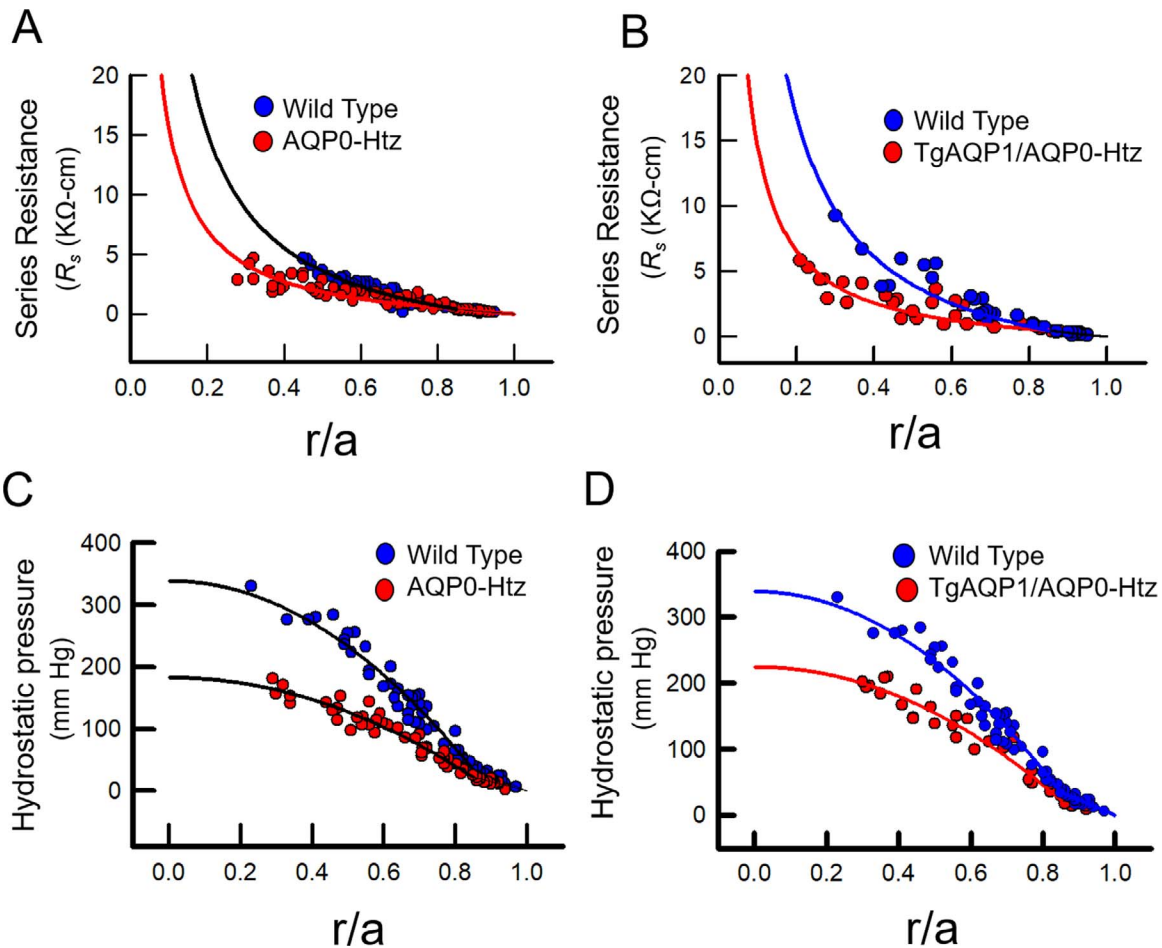 A
Series Resistance
(Rs (KΩ-cm)
20
15
10
5
0
Wild Type
AQP0-Htz
0.0 0.2 0.4 0.6 0.8 1.0
r/a
B
Series Resistance
(Rs (KΩ-cm)
20
15
10
5
0
Wild Type
TgAQP1/AQP0-Htz
0.0 0.2 0.4 0.6 0.8 1.0
r/a
C
Hydrostatic pressure
(mm Hg)
400
300
200
100
0
Wild Type
AQP0-Htz
0.0 0.2 0.4 0.6 0.8 1.0
r/a
D
Hydrostatic pressure
(mm Hg)
400
300
200
100
0
Wild Type
TgAQP1/AQP0-Htz
0.0 0.2 0.4 0.6 0.8 1.0
r/a